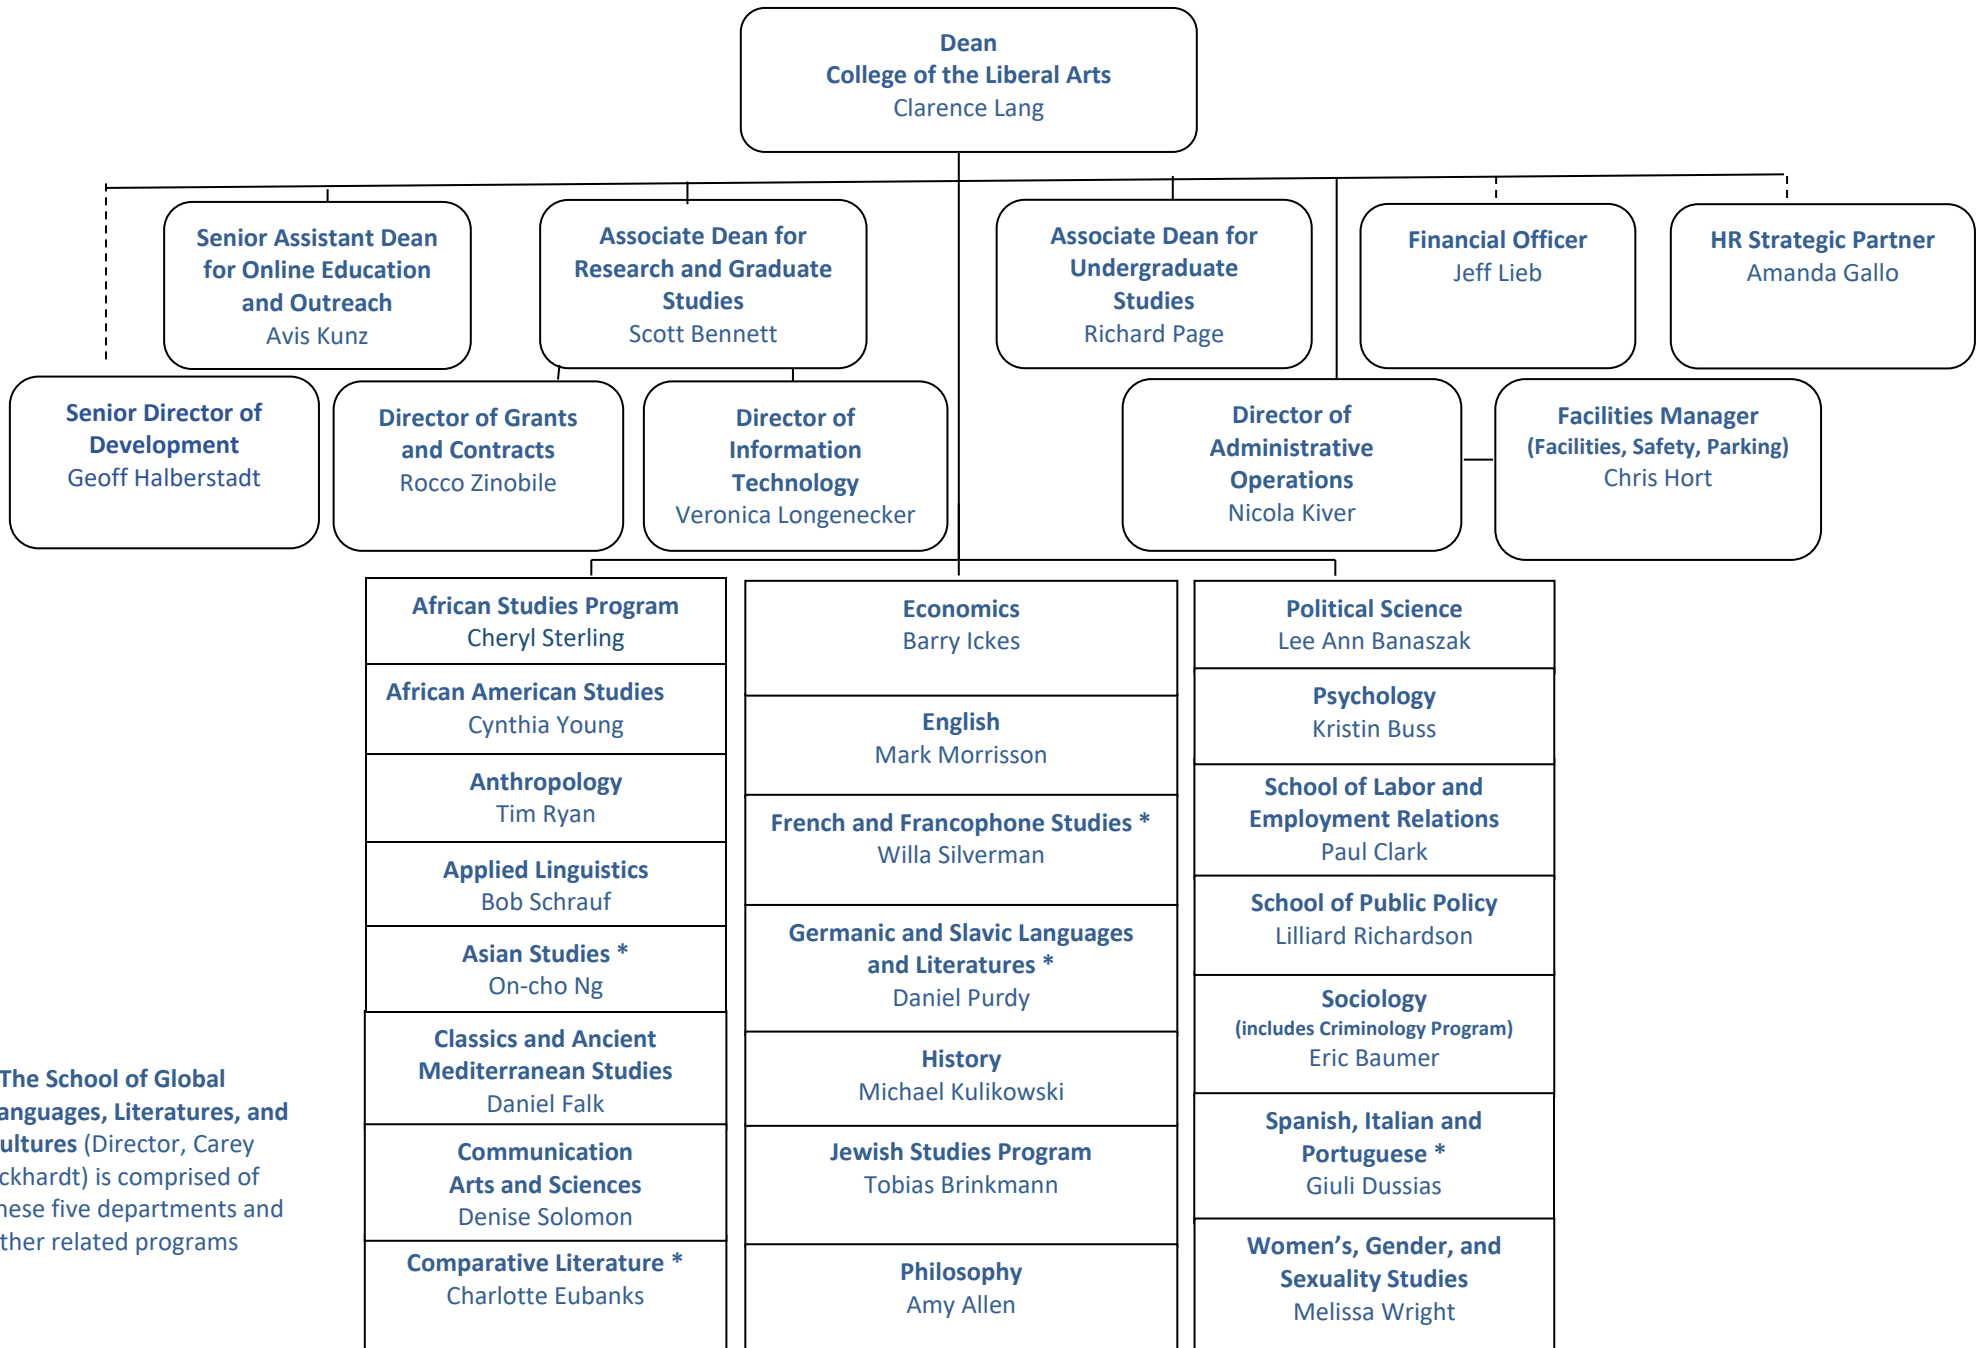 Dean
College of the Liberal Arts
Clarence Lang
Senior Assistant Dean
for Online Education
and Outreach
Avis Kunz
Associate Dean for
Research and Graduate
Studies
Scott Bennett
Associate Dean for
Undergraduate
Studies
Richard Page
Financial Officer
Jeff Lieb
HR Strategic Partner
Amanda Gallo
Senior Director of
Development
Geoff Halberstadt
Director of Grants
and Contracts
Rocco Zinobile
Director of
Information
Technology
Veronica Longenecker
Director of
Administrative
Operations
Nicola Kiver
Facilities Manager
(Facilities, Safety, Parking)
Chris Hort
African Studies Program
Cheryl Sterling
African American Studies
Cynthia Young
Anthropology
Tim Ryan
Applied Linguistics
Bob Schrauf
Asian Studies *
On-cho Ng
Classics and Ancient
Mediterranean Studies
Daniel Falk
Communication
Arts and Sciences
Denise Solomon
Comparative Literature *
Charlotte Eubanks
Economics
Barry Ickes
English
Mark Morrisson
French and Francophone Studies *
Willa Silverman
Germanic and Slavic Languages
and Literatures *
Daniel Purdy
History
Michael Kulikowski
Jewish Studies Program
Tobias Brinkmann
Philosophy
Amy Allen
Political Science
Lee Ann Banaszak
Psychology
Kristin Buss
School of Labor and
Employment Relations
Paul Clark
School of Public Policy
Lilliard Richardson
Sociology
(includes Criminology Program)
Eric Baumer
Spanish, Italian and
Portuguese *
Giuli Dussias
Women's, Gender, and
Sexuality Studies
Melissa Wright
The School of Global
anguages, Literatures, and
ultures (Director, Carey
ckhardt) is comprised of
hese five departments and
ther related programs